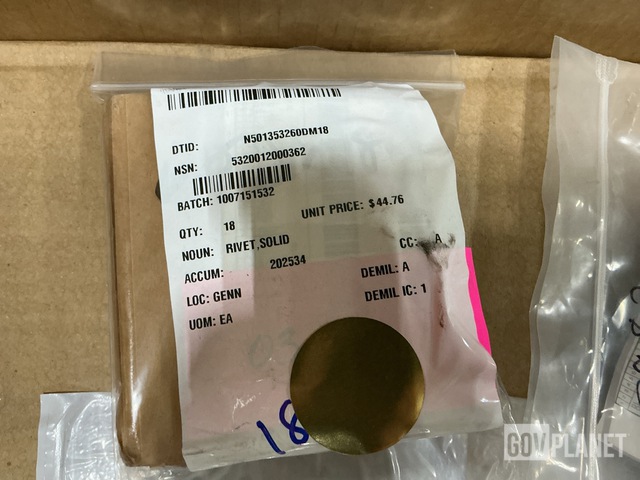 DTID: N501353260DM18
NSN: 5320012000362
BATCH: 1007151532
QTY: 18 UNIT PRICE: $44.76
NOUN: RIVET,SOLID CC: A
ACCUM: 202534 DEMIL: A
LOC: GENN DEMIL IC: 1
UOM: EA
18
GOVPLANET